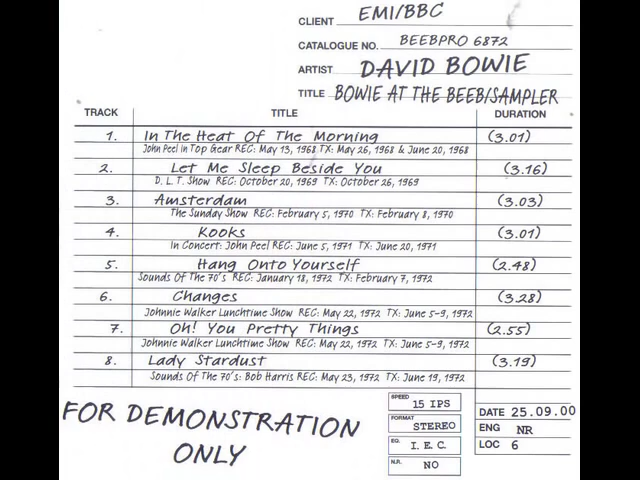 CLIENT EMI/BBC
CATALOGUE NO. BEEBPRO 6872
ARTIST DAVID BOWIE
TITLE BOWIE AT THE BEEB/SAMPLER
TRACK TITLE DURATION
1. In The Heat Of The Morning (3.01)
John Peel in Top Gear REC: May 13, 1968 TX: May 26, 1968 & June 20, 1968
2. Let Me Sleep Beside You (3.16)
D. L. T. Show REC: October 20, 1969 TX: October 26, 1969
3. Amsterdam (3.03)
The Sunday Show REC: February 5, 1970 TX: February 8, 1970
4. Kooks (3.01)
In Concert: John Peel REC: June 5, 1971 TX: June 20, 1971
5. Hang Onto Yourself (2.48)
Sounds Of The 70's REC: January 18, 1972 TX: February 7, 1972
6. Changes (3.28)
Johnnie Walker Lunchtime Show REC: May 22, 1972 TX: June 5-9, 1972
7. Oh! You Pretty Things (2.55)
Johnnie Walker Lunchtime Show REC: May 22, 1972 TX: June 5-9, 1972
8. Lady Stardust (3.19)
Sounds Of The 70's: Bob Harris REC: May 23, 1972 TX: June 19, 1972
FOR DEMONSTRATION
ONLY
SPEED 15 IPS
FORMAT STEREO
EQ. I. E. C.
N.R. NO
DATE 25.09.00
ENG NR
LOC 6